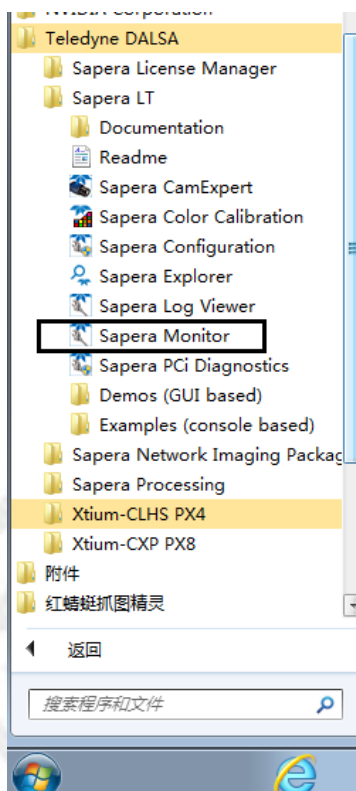 NVIDIA Corporation
Teledyne DALSA
Sapera License Manager
Sapera LT
Documentation
Readme
Sapera CamExpert
Sapera Color Calibration
Sapera Configuration
Sapera Explorer
Sapera Log Viewer
Sapera Monitor
Sapera PCi Diagnostics
Demos (GUI based)
Examples (console based)
Sapera Network Imaging Packag
Sapera Processing
Xtium-CLHS PX4
Xtium-CXP PX8
附件
红蜻蜓抓图精灵
返回
搜索程序和文件